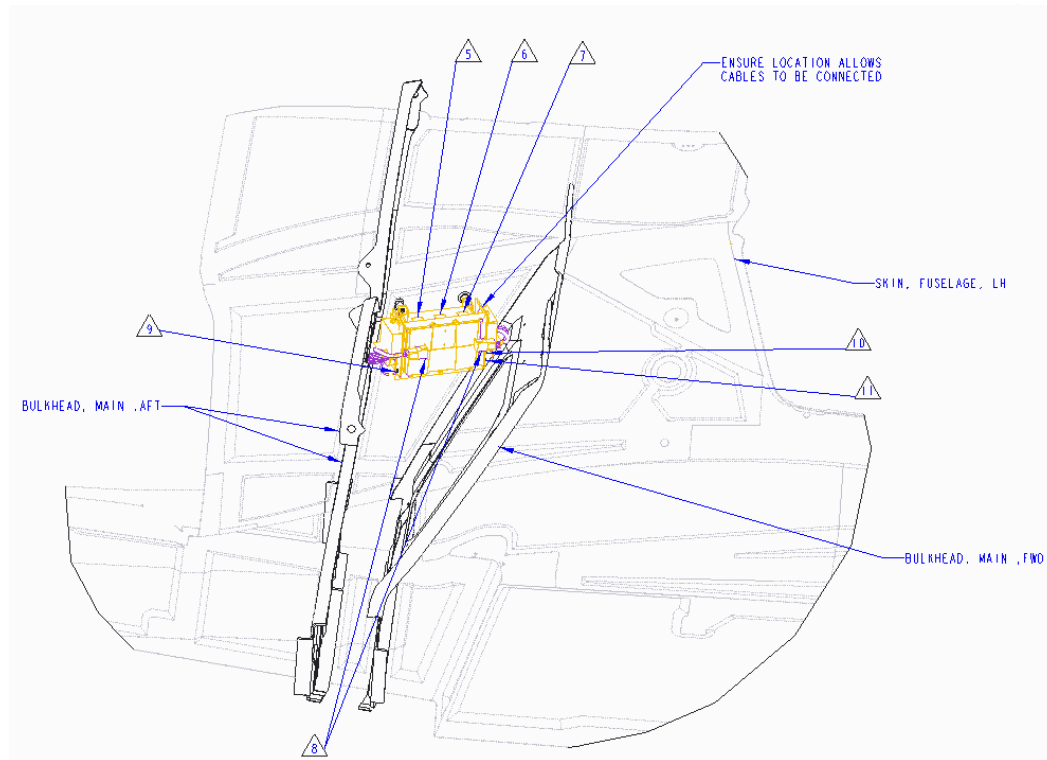 5
6
7
ENSURE LOCATION ALLOWS
CABLES TO BE CONNECTED
SKIN, FUSELAGE, LH
9
10
11
BULKHEAD, MAIN ,AFT
BULKHEAD, MAIN ,FWD
8